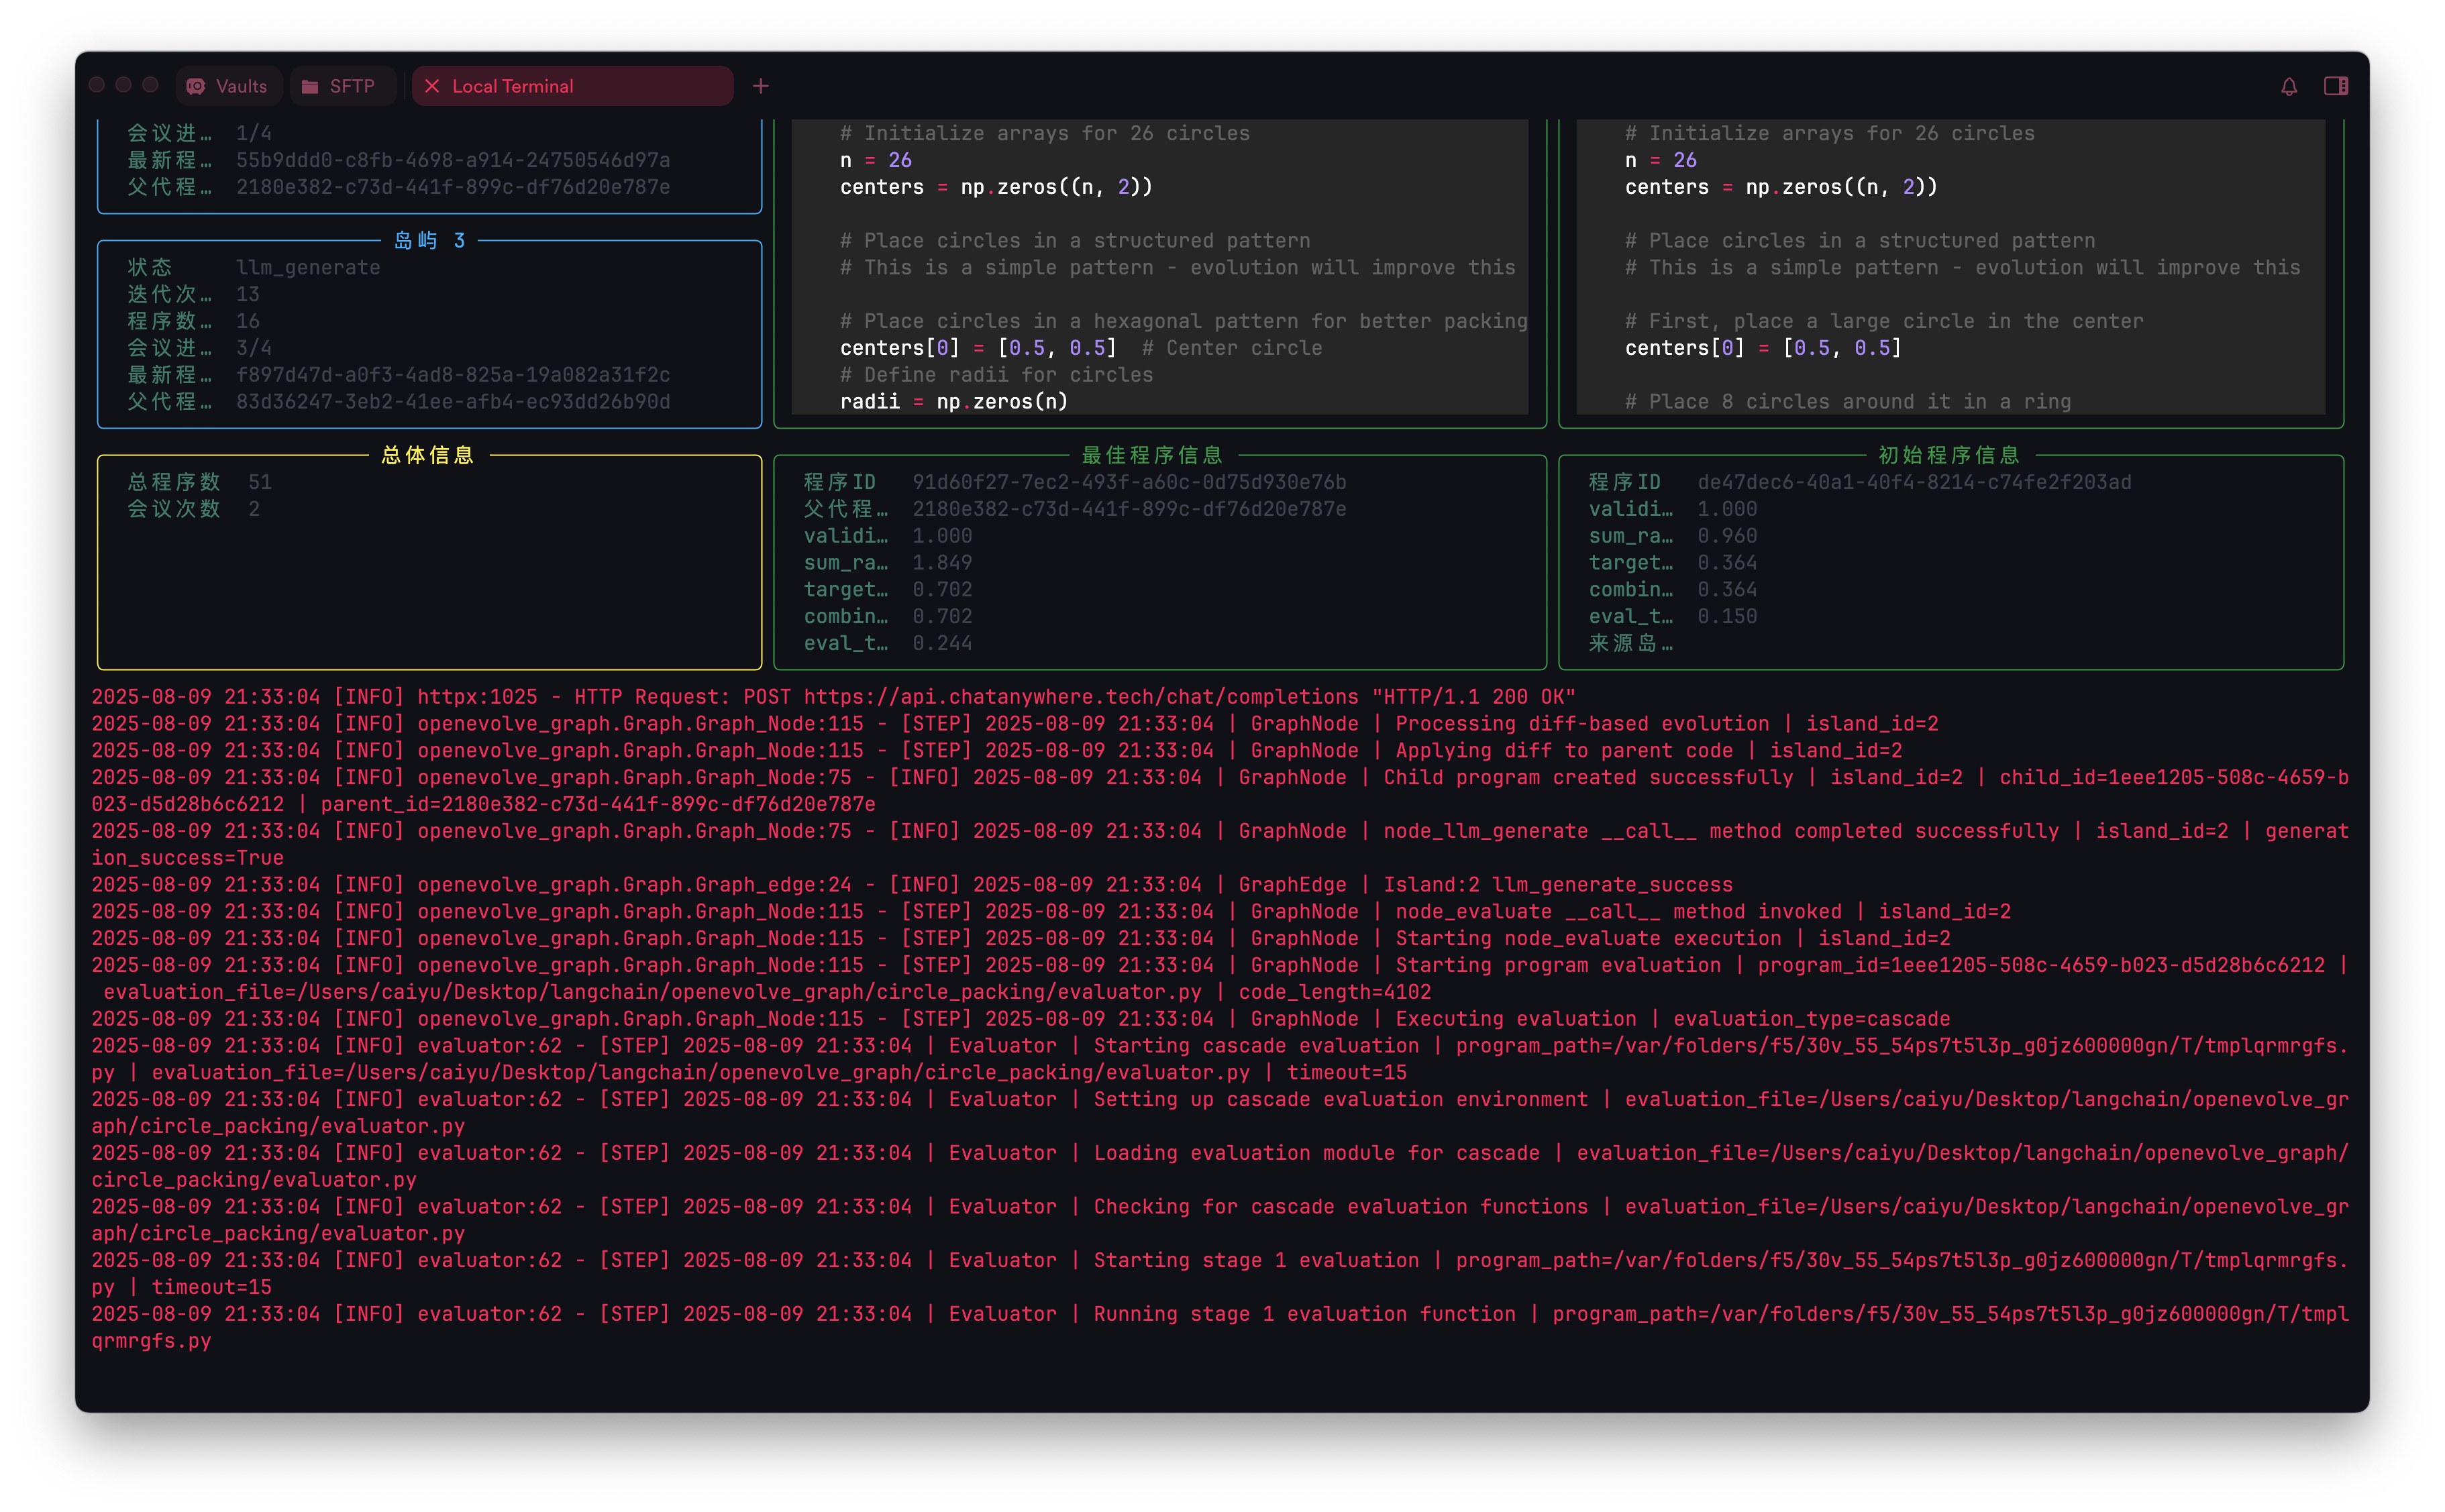 Vaults
SFTP
Local Terminal
会议进… 1/4
最新程… 55b9ddd0-c8fb-4698-a914-24750546d97a
父代程… 2180e382-c73d-441f-899c-df76d20e787e
岛屿 3
状态 llm_generate
迭代次… 13
程序数… 16
会议进… 3/4
最新程… f897d47d-a0f3-4ad8-825a-19a082a31f2c
父代程… 83d36247-3eb2-41ee-afb4-ec93dd26b90d
# Initialize arrays for 26 circles
n = 26
centers = np.zeros((n, 2))
# Place circles in a structured pattern
# This is a simple pattern - evolution will improve this
# Place circles in a hexagonal pattern for better packing
centers[0] = [0.5, 0.5]  # Center circle
# Define radii for circles
radii = np.zeros(n)
# Initialize arrays for 26 circles
n = 26
centers = np.zeros((n, 2))
# Place circles in a structured pattern
# This is a simple pattern - evolution will improve this
# First, place a large circle in the center
centers[0] = [0.5, 0.5]
# Place 8 circles around it in a ring
总体信息
总程序数 51
会议次数 2
最佳程序信息
程序ID 91d60f27-7ec2-493f-a60c-0d75d930e76b
父代程… 2180e382-c73d-441f-899c-df76d20e787e
validi… 1.000
sum_ra… 1.849
target… 0.702
combin… 0.702
eval_t… 0.244
初始程序信息
程序ID de47dec6-40a1-40f4-8214-c74fe2f203ad
validi… 1.000
sum_ra… 0.960
target… 0.364
combin… 0.364
eval_t… 0.150
来源岛…
2025-08-09 21:33:04 [INFO] httpx:1025 - HTTP Request: POST https://api.chatanywhere.tech/chat/completions "HTTP/1.1 200 OK"
2025-08-09 21:33:04 [INFO] openevolve_graph.Graph.Graph_Node:115 - [STEP] 2025-08-09 21:33:04 | GraphNode | Processing diff-based evolution | island_id=2
2025-08-09 21:33:04 [INFO] openevolve_graph.Graph.Graph_Node:115 - [STEP] 2025-08-09 21:33:04 | GraphNode | Applying diff to parent code | island_id=2
2025-08-09 21:33:04 [INFO] openevolve_graph.Graph.Graph_Node:75 - [INFO] 2025-08-09 21:33:04 | GraphNode | Child program created successfully | island_id=2 | child_id=1eee1205-508c-4659-b
023-d5d28b6c6212 | parent_id=2180e382-c73d-441f-899c-df76d20e787e
2025-08-09 21:33:04 [INFO] openevolve_graph.Graph.Graph_Node:75 - [INFO] 2025-08-09 21:33:04 | GraphNode | node_llm_generate __call__ method completed successfully | island_id=2 | generat
ion_success=True
2025-08-09 21:33:04 [INFO] openevolve_graph.Graph.Graph_edge:24 - [INFO] 2025-08-09 21:33:04 | GraphEdge | Island:2 llm_generate_success
2025-08-09 21:33:04 [INFO] openevolve_graph.Graph.Graph_Node:115 - [STEP] 2025-08-09 21:33:04 | GraphNode | node_evaluate __call__ method invoked | island_id=2
2025-08-09 21:33:04 [INFO] openevolve_graph.Graph.Graph_Node:115 - [STEP] 2025-08-09 21:33:04 | GraphNode | Starting node_evaluate execution | island_id=2
2025-08-09 21:33:04 [INFO] openevolve_graph.Graph.Graph_Node:115 - [STEP] 2025-08-09 21:33:04 | GraphNode | Starting program evaluation | program_id=1eee1205-508c-4659-b023-d5d28b6c6212 |
evaluation_file=/Users/caiyu/Desktop/langchain/openevolve_graph/circle_packing/evaluator.py | code_length=4102
2025-08-09 21:33:04 [INFO] openevolve_graph.Graph.Graph_Node:115 - [STEP] 2025-08-09 21:33:04 | GraphNode | Executing evaluation | evaluation_type=cascade
2025-08-09 21:33:04 [INFO] evaluator:62 - [STEP] 2025-08-09 21:33:04 | Evaluator | Starting cascade evaluation | program_path=/var/folders/f5/30v_55_54ps7t5l3p_g0jz600000gn/T/tmplqrmrgfs.
py | evaluation_file=/Users/caiyu/Desktop/langchain/openevolve_graph/circle_packing/evaluator.py | timeout=15
2025-08-09 21:33:04 [INFO] evaluator:62 - [STEP] 2025-08-09 21:33:04 | Evaluator | Setting up cascade evaluation environment | evaluation_file=/Users/caiyu/Desktop/langchain/openevolve_gr
aph/circle_packing/evaluator.py
2025-08-09 21:33:04 [INFO] evaluator:62 - [STEP] 2025-08-09 21:33:04 | Evaluator | Loading evaluation module for cascade | evaluation_file=/Users/caiyu/Desktop/langchain/openevolve_graph/
circle_packing/evaluator.py
2025-08-09 21:33:04 [INFO] evaluator:62 - [STEP] 2025-08-09 21:33:04 | Evaluator | Checking for cascade evaluation functions | evaluation_file=/Users/caiyu/Desktop/langchain/openevolve_gr
aph/circle_packing/evaluator.py
2025-08-09 21:33:04 [INFO] evaluator:62 - [STEP] 2025-08-09 21:33:04 | Evaluator | Starting stage 1 evaluation | program_path=/var/folders/f5/30v_55_54ps7t5l3p_g0jz600000gn/T/tmplqrmrgfs.
py | timeout=15
2025-08-09 21:33:04 [INFO] evaluator:62 - [STEP] 2025-08-09 21:33:04 | Evaluator | Running stage 1 evaluation function | program_path=/var/folders/f5/30v_55_54ps7t5l3p_g0jz600000gn/T/tmpl
qrmrgfs.py